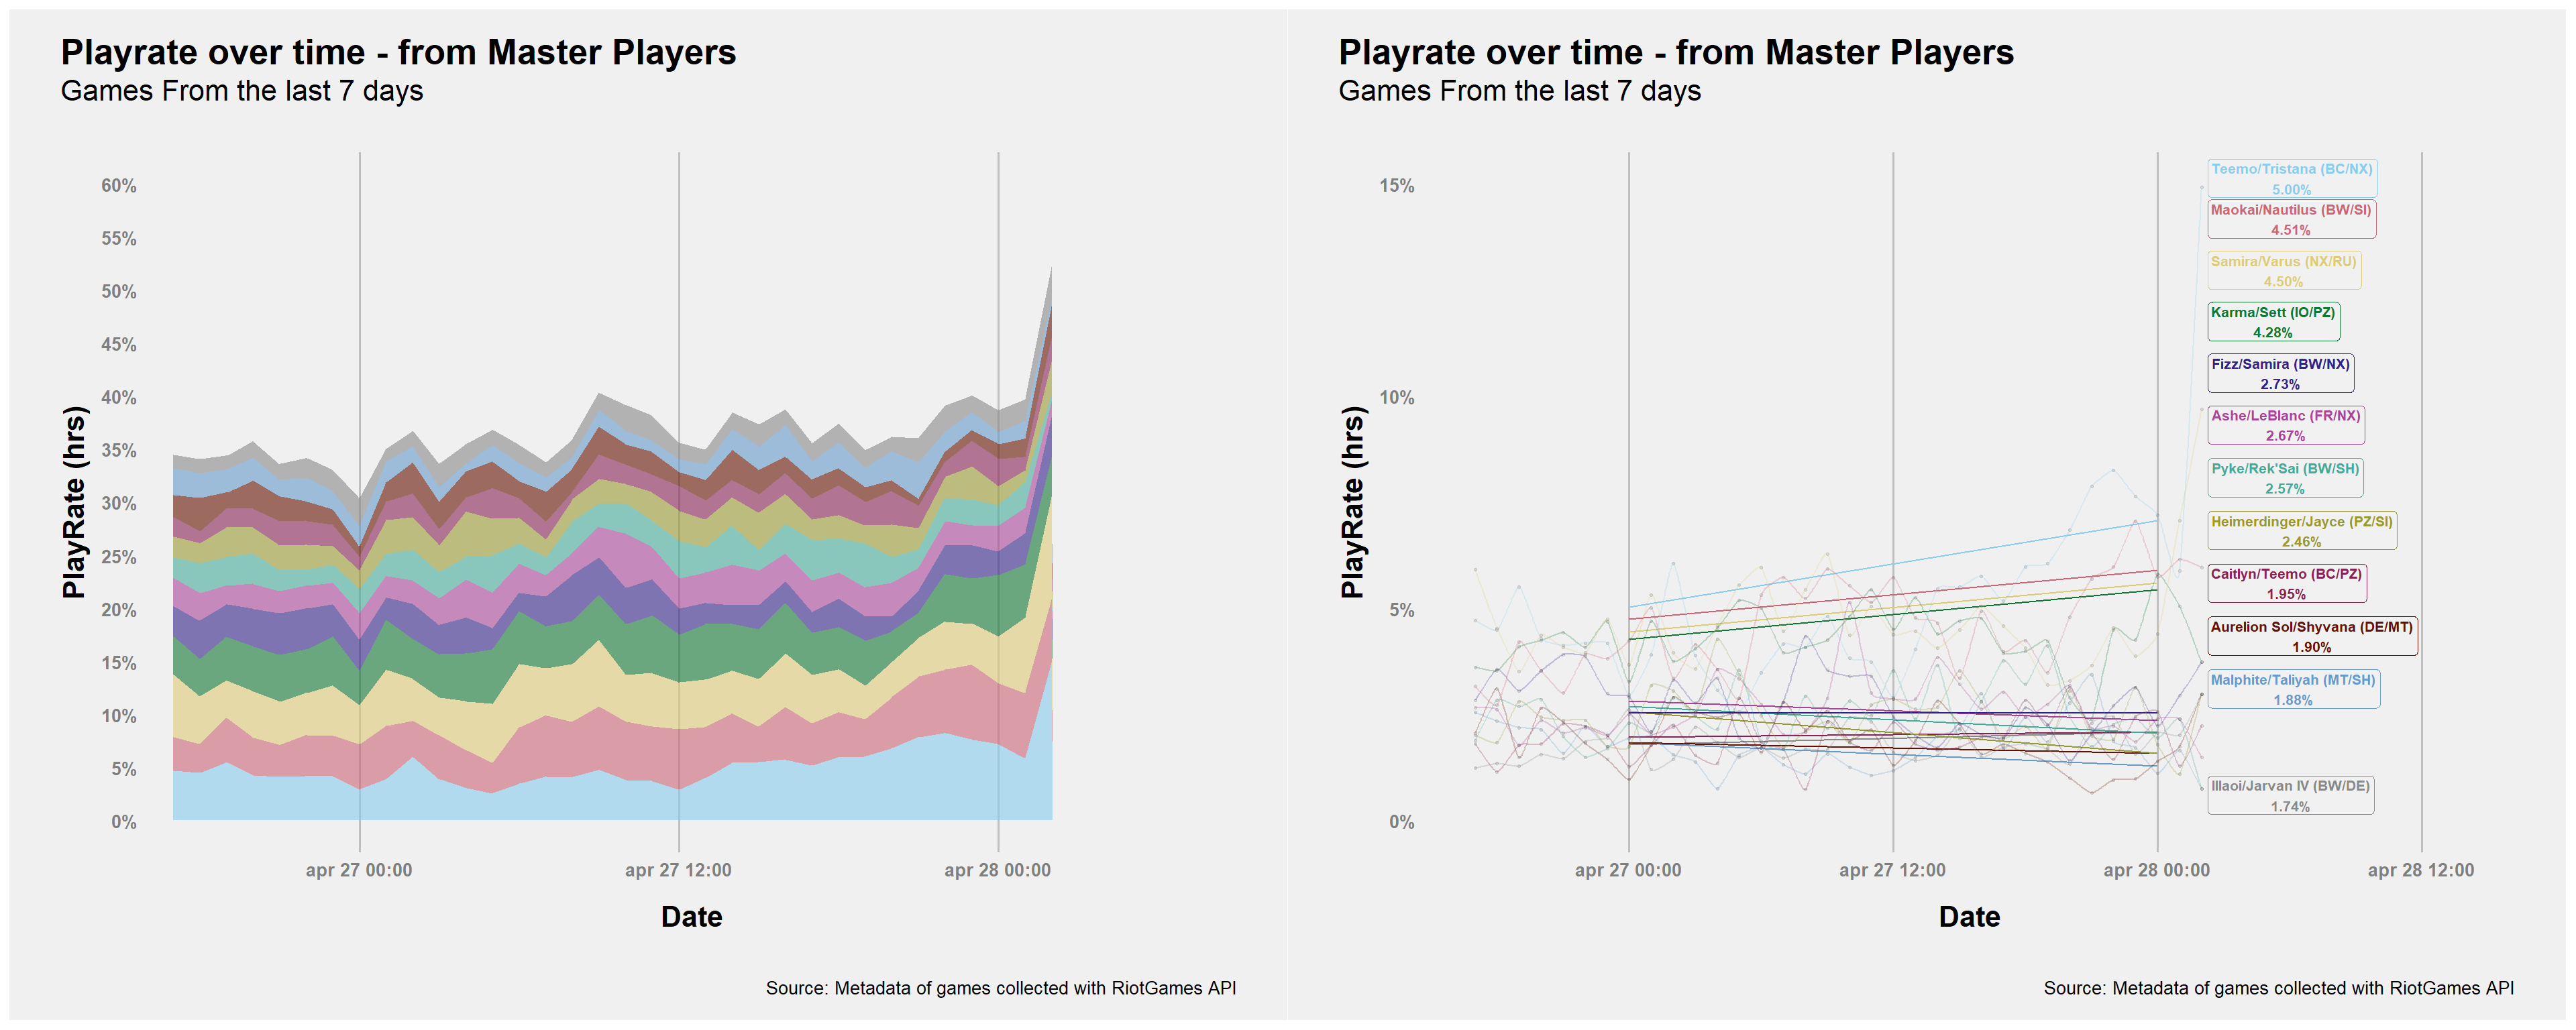 Playrate over time - from Master Players
Games From the last 7 days
60%
55%
50%
45%
40%
35%
30%
25%
20%
15%
10%
5%
0%
PlayRate (hrs)
apr 27 00:00
apr 27 12:00
apr 28 00:00
Date
Source: Metadata of games collected with RiotGames API
Playrate over time - from Master Players
Games From the last 7 days
15%
10%
5%
0%
PlayRate (hrs)
Teemo/Tristana (BC/NX)
5.00%
Maokai/Nautilus (BW/SI)
4.51%
Samira/Varus (NX/RU)
4.50%
Karma/Sett (IO/PZ)
4.28%
Fizz/Samira (BW/NX)
2.73%
Ashe/LeBlanc (FR/NX)
2.67%
Pyke/Rek'Sai (BW/SH)
2.57%
Heimerdinger/Jayce (PZ/SI)
2.46%
Caitlyn/Teemo (BC/PZ)
1.95%
Aurelion Sol/Shyvana (DE/MT)
1.90%
Malphite/Taliyah (MT/SH)
1.88%
Illaoi/Jarvan IV (BW/DE)
1.74%
apr 27 00:00
apr 27 12:00
apr 28 00:00
apr 28 12:00
Date
Source: Metadata of games collected with RiotGames API